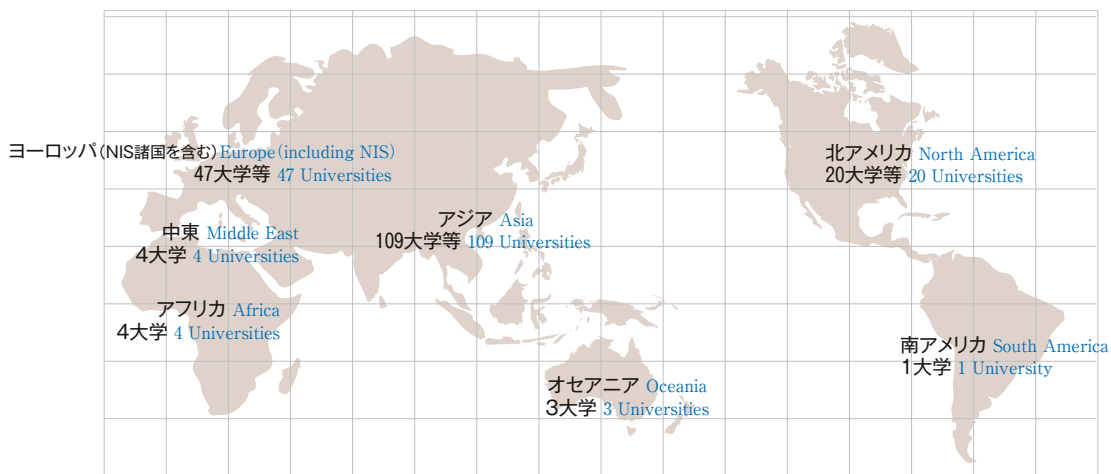 ヨーロッパ(NIS諸国を含む) Europe (including NIS)
47大学等 47 Universities
北アメリカ North America
20大学等 20 Universities
アジア Asia
109大学等 109 Universities
中東 Middle East
4大学 4 Universities
アフリカ Africa
4大学 4 Universities
南アメリカ South America
1大学 1 University
オセアニア Oceania
3大学 3 Universities